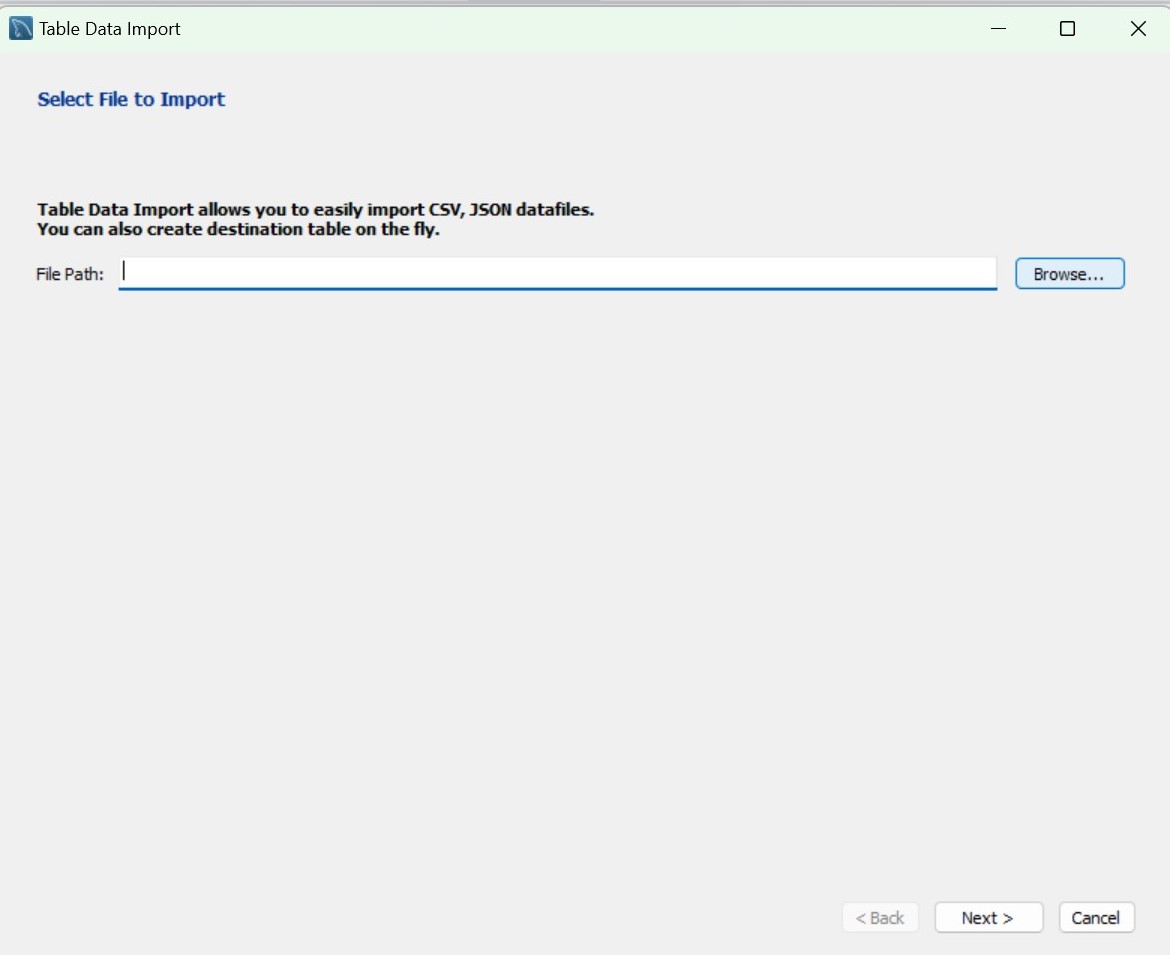 Table Data Import
Select File to Import
Table Data Import allows you to easily import CSV, JSON datafiles.
You can also create destination table on the fly.
File Path:
Browse...
< Back
Next >
Cancel